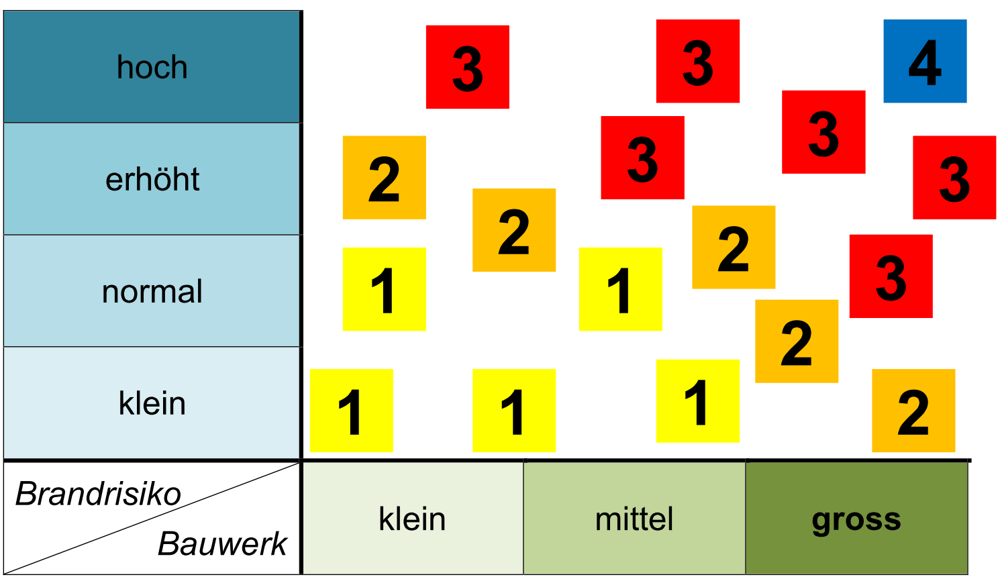 hoch
3
3
4
3
erhöht
2
3
3
2
2
normal
1
1
3
2
klein
1
1
1
2
Brandrisiko
Bauwerk
klein
mittel
gross